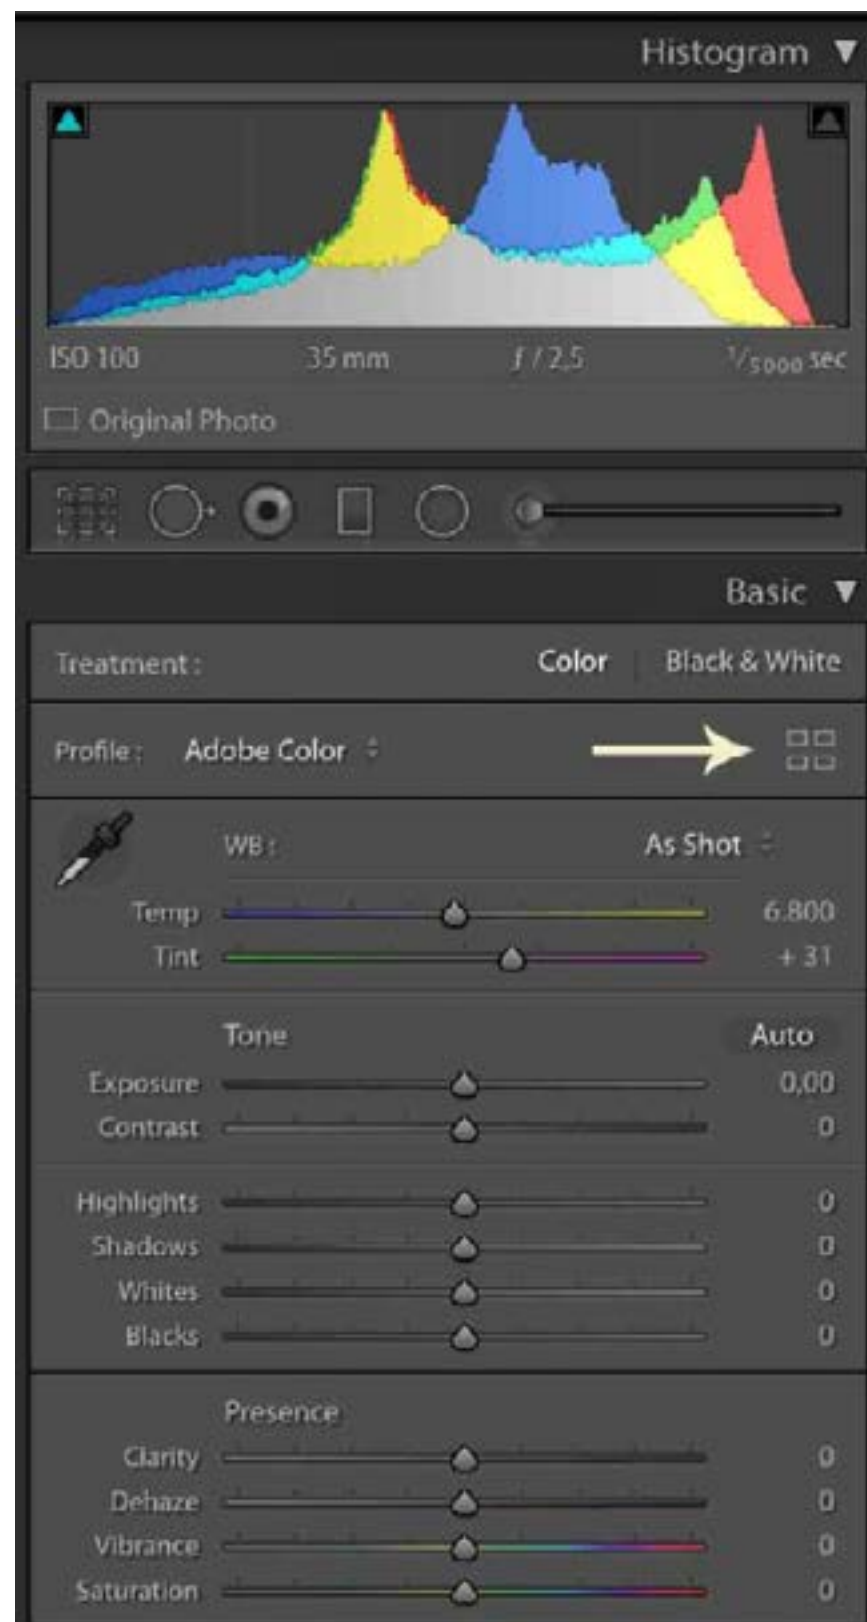 Histogram
ISO 100 35 mm ƒ / 2,5 1/5000 sec
Original Photo
Basic
Treatment : Color Black & White
Profile : Adobe Color
WB : As Shot
Temp 6.800
Tint + 31
Tone Auto
Exposure 0,00
Contrast 0
Highlights 0
Shadows 0
Whites 0
Blacks 0
Presence
Clarity 0
Dehaze 0
Vibrance 0
Saturation 0